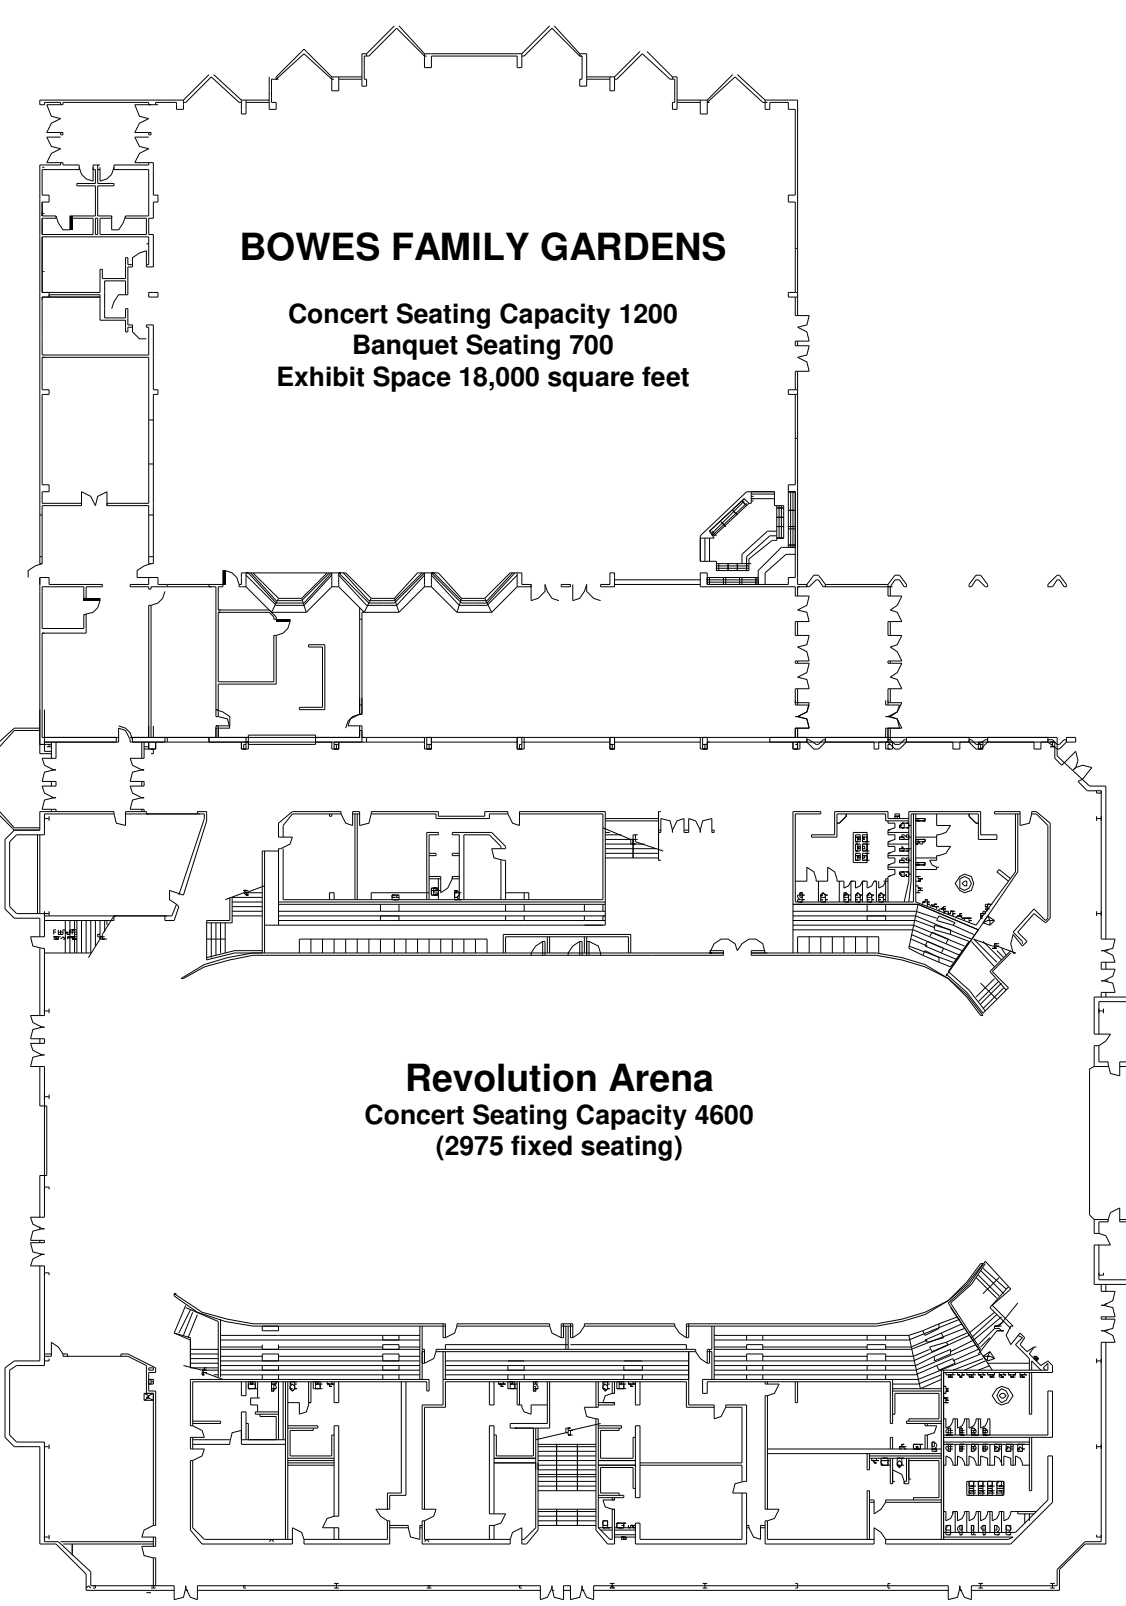 BOWES FAMILY GARDENS
Concert Seating Capacity 1200
Banquet Seating 700
Exhibit Space 18,000 square feet
Revolution Arena
Concert Seating Capacity 4600
(2975 fixed seating)